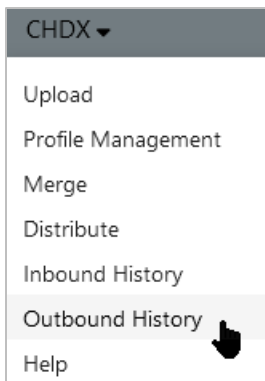 CHDX
Upload
Profile Management
Merge
Distribute
Inbound History
Outbound History
Help